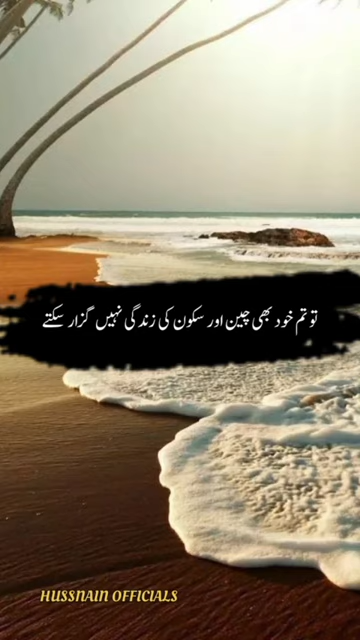 تو تم خود بھی چین اور سکون کی زندگی نہیں گزار سکتے
HUSSNAIN OFFICIALS